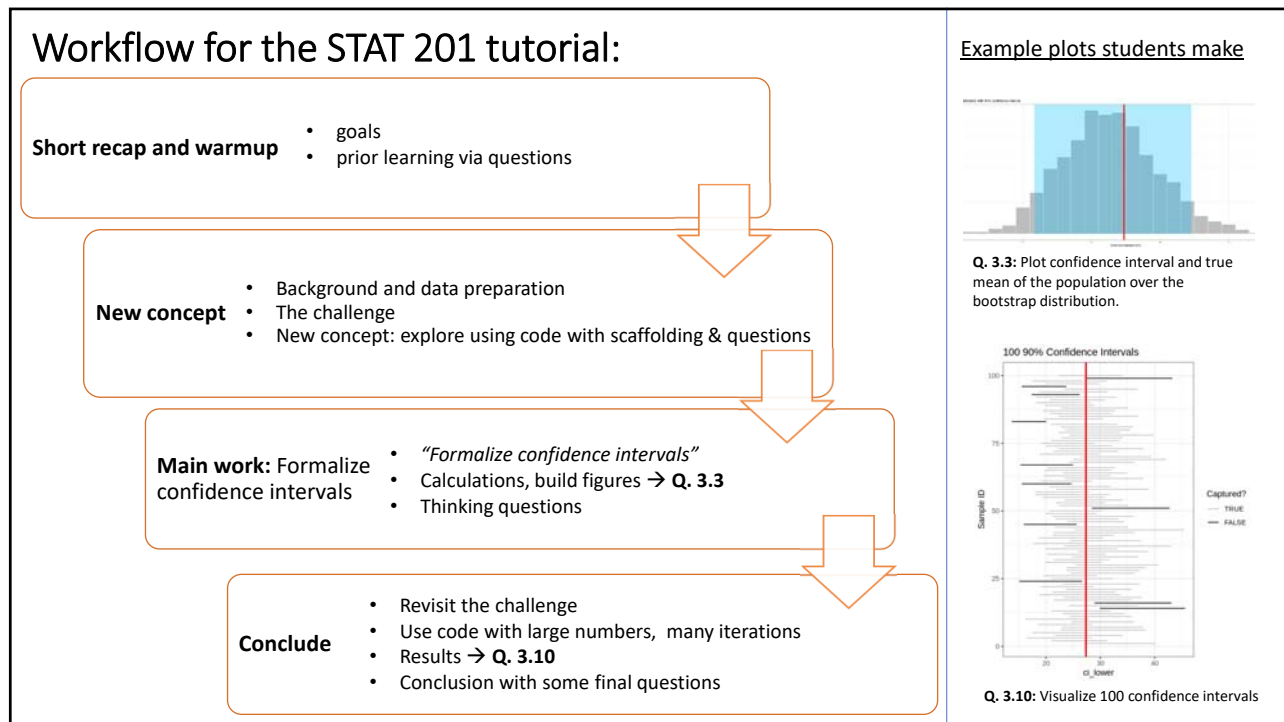 Workflow for the STAT 201 tutorial:
Short recap and warmup
• goals
• prior learning via questions
New concept
• Background and data preparation
• The challenge
• New concept: explore using code with scaffolding & questions
Main work: Formalize
confidence intervals
• “Formalize confidence intervals”
• Calculations, build figures → Q. 3.3
• Thinking questions
Conclude
• Revisit the challenge
• Use code with large numbers, many iterations
• Results → Q. 3.10
• Conclusion with some final questions
Example plots students make
Q. 3.3: Plot confidence interval and true
mean of the population over the
bootstrap distribution.
100 90% Confidence Intervals
100
75
50
25
0
Sample ID
20 30 40
ci_lower
Captured?
TRUE
FALSE
Q. 3.10: Visualize 100 confidence intervals